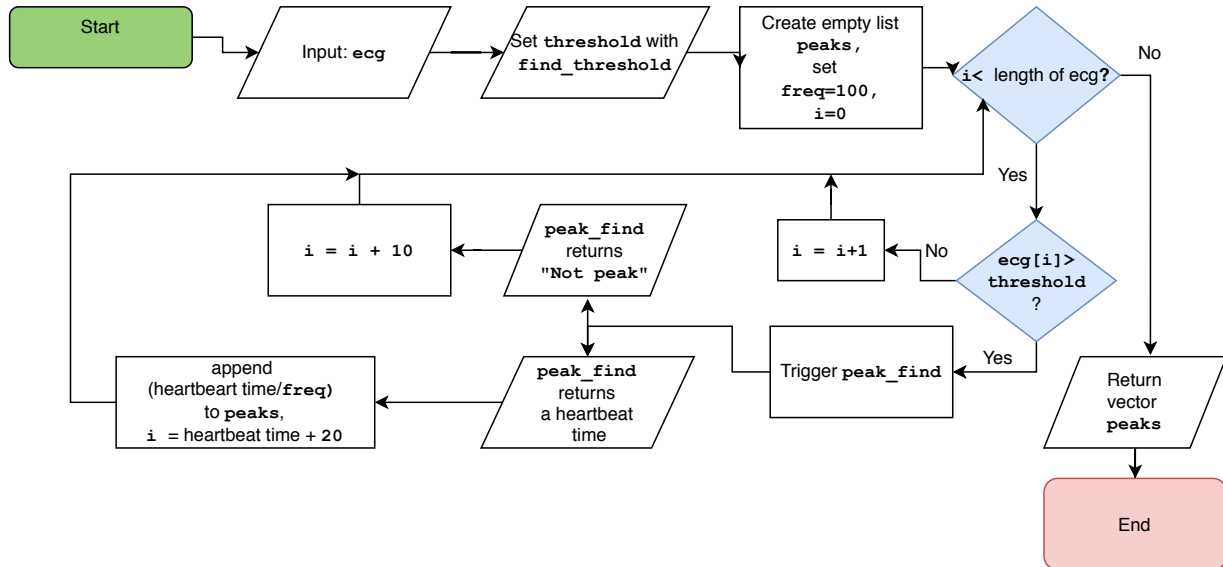 Start
Input: ecg
Set threshold with
find_threshold
Create empty list
peaks,
set
freq=100,
i=0
i< length of ecg?
No
Yes
i = i + 10
peak_find
returns
"Not peak"
i = i+1
No
ecg[i]>
threshold
?
append
(heartbeart time/freq)
to peaks,
i = heartbeat time + 20
peak_find
returns
a heartbeat
time
Trigger peak_find
Yes
Return
vector
peaks
End